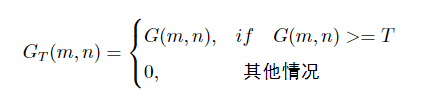 G_T(m,n) = { G(m,n), if G(m,n) >= T
0, 其他情况